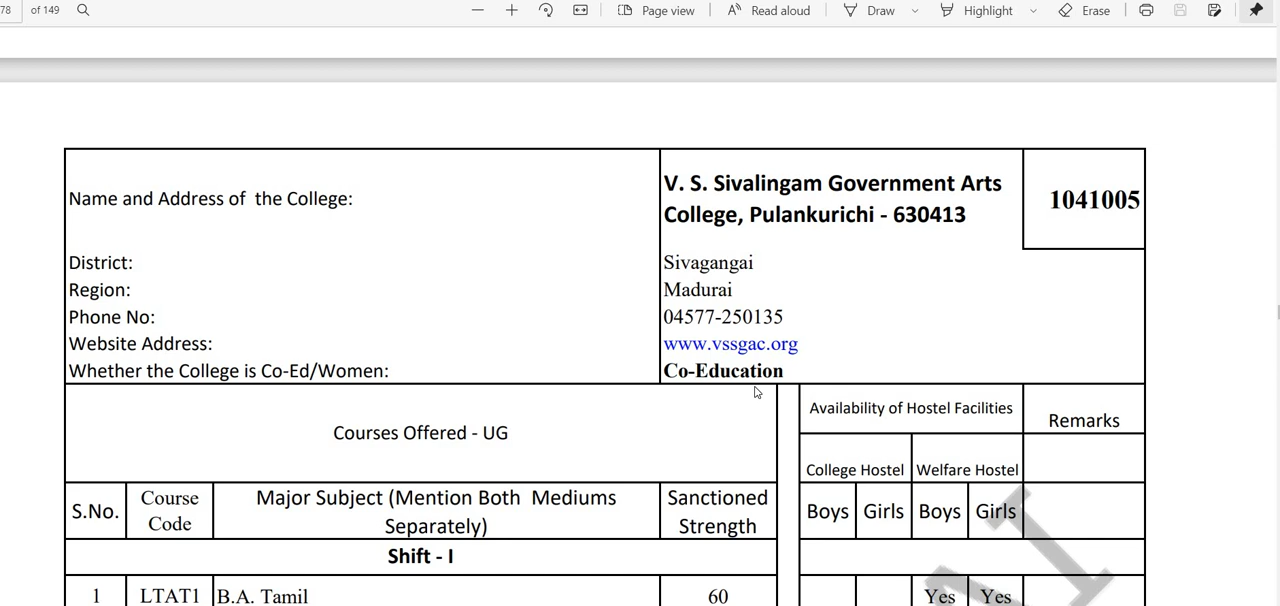 78 of 149 Page view Read aloud Draw Highlight Erase
Name and Address of the College:
V. S. Sivalingam Government Arts
College, Pulankurichi - 630413
1041005
District: Sivagangai
Region: Madurai
Phone No: 04577-250135
Website Address: www.vssgac.org
Whether the College is Co-Ed/Women: Co-Education
Courses Offered - UG
Availability of Hostel Facilities
Remarks
College Hostel Welfare Hostel
S.No.
Course
Code
Major Subject (Mention Both Mediums
Separately)
Sanctioned
Strength
Boys Girls Boys Girls
Shift - I
1 LTAT1 B.A. Tamil 60 Yes Yes